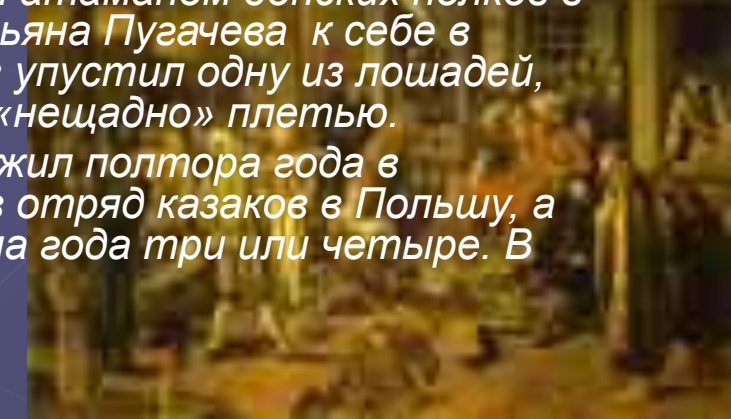 атаманом донских полков в
ьяна Пугачева к себе в
упустил одну из лошадей,
«нещадно» плетью.
жил полтора года в
в отряд казаков в Польшу, а
на года три или четыре. В